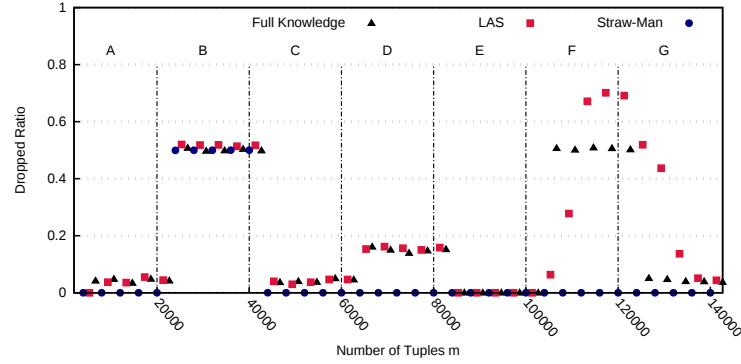 1
Full Knowledge LAS Straw-Man
A B C D E F G
0.8
0.6
0.4
0.2
0
Dropped Ratio
20000 40000 60000 80000 100000 120000 140000
Number of Tuples m